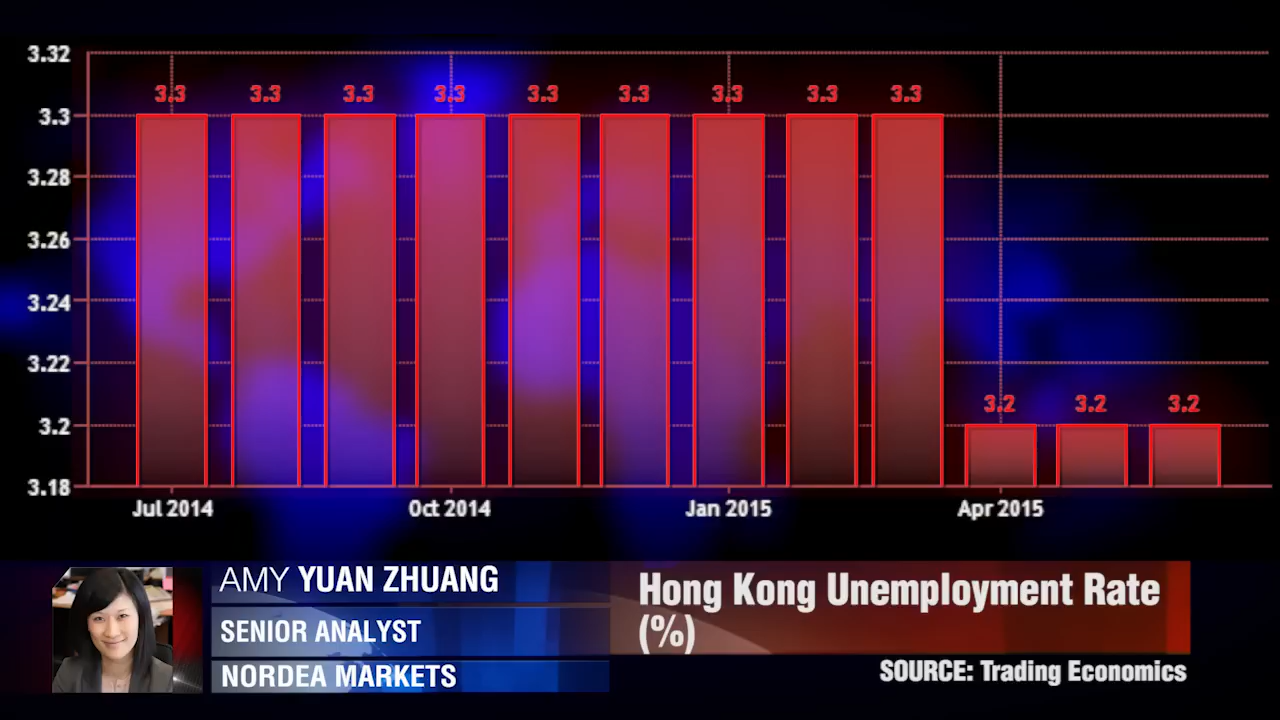 3.32
3.3 3.3 3.3 3.3 3.3 3.3 3.3 3.3 3.3
3.3
3.28
3.26
3.24
3.22
3.2 3.2 3.2
3.2
3.18
Jul 2014 Oct 2014 Jan 2015 Apr 2015
AMY YUAN ZHUANG
SENIOR ANALYST
NORDEA MARKETS
Hong Kong Unemployment Rate
(%)
SOURCE: Trading Economics